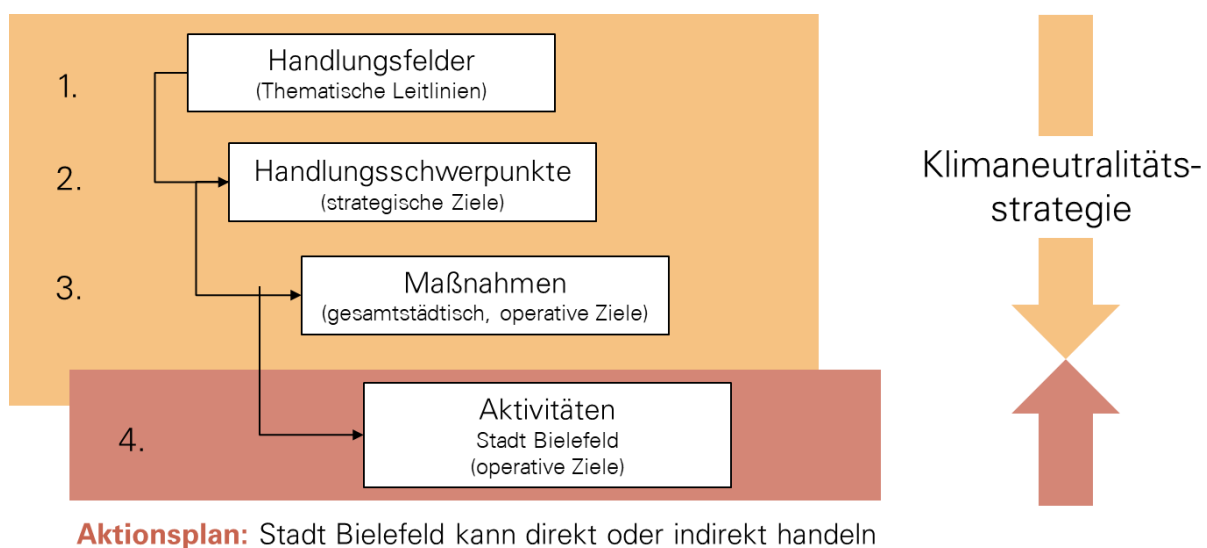 1.
Handlungsfelder
(Thematische Leitlinien)
2.
Handlungsschwerpunkte
(strategische Ziele)
3.
Maßnahmen
(gesamtstädtisch, operative Ziele)
4.
Aktivitäten
Stadt Bielefeld
(operative Ziele)
Aktionsplan: Stadt Bielefeld kann direkt oder indirekt handeln
Klimaneutralitäts-
strategie